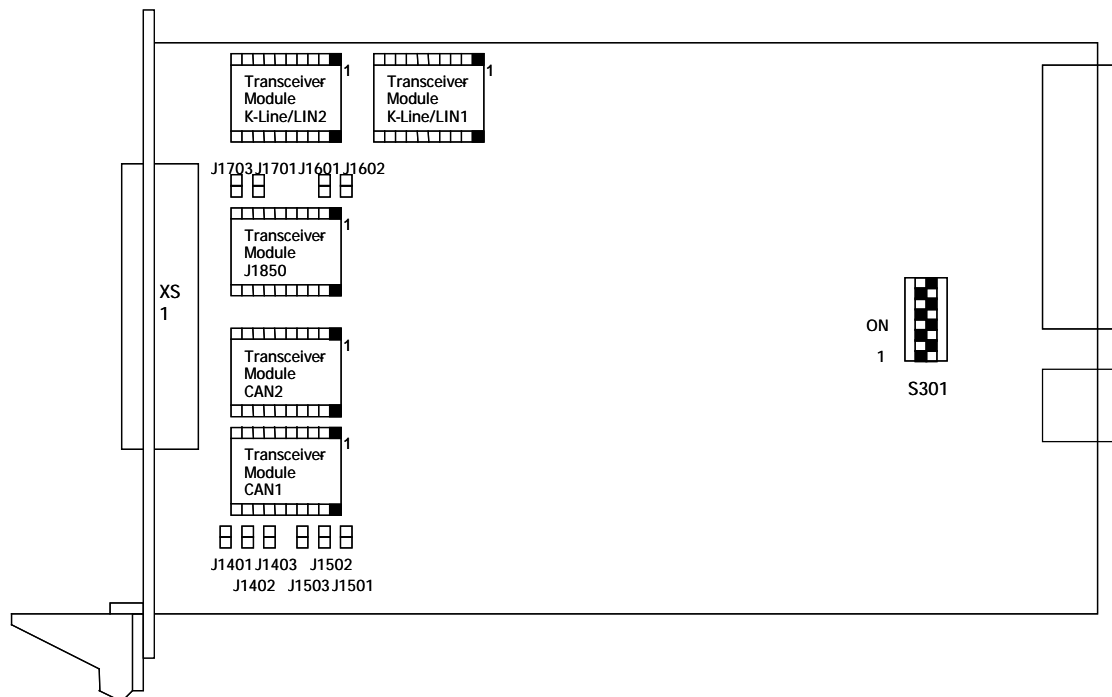 1
Transceiver
Module
K-Line/LIN2
1
Transceiver
Module
K-Line/LIN1
J1703 J1701 J1601 J1602
1
Transceiver
Module
J1850
XS
1
ON
1
S301
1
Transceiver
Module
CAN2
1
Transceiver
Module
CAN1
J1401 J1403 J1502
J1402 J1503 J1501